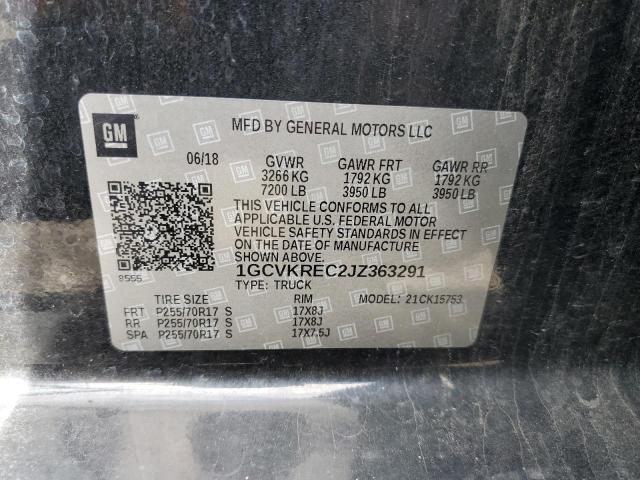 GM
MFD BY GENERAL MOTORS LLC
06/18 GVWR GAWR FRT GAWR RR
3266 KG 1792 KG 1792 KG
7200 LB 3950 LB 3950 LB
THIS VEHICLE CONFORMS TO ALL
APPLICABLE U.S. FEDERAL MOTOR
VEHICLE SAFETY STANDARDS IN EFFECT
ON THE DATE OF MANUFACTURE
SHOWN ABOVE.
8555 1GCVKREC2JZ363291
TYPE: TRUCK
TIRE SIZE RIM MODEL: 21CK15753
FRT P255/70R17 S 17X8J
RR P255/70R17 S 17X8J
SPA P255/70R17 S 17X7.5J